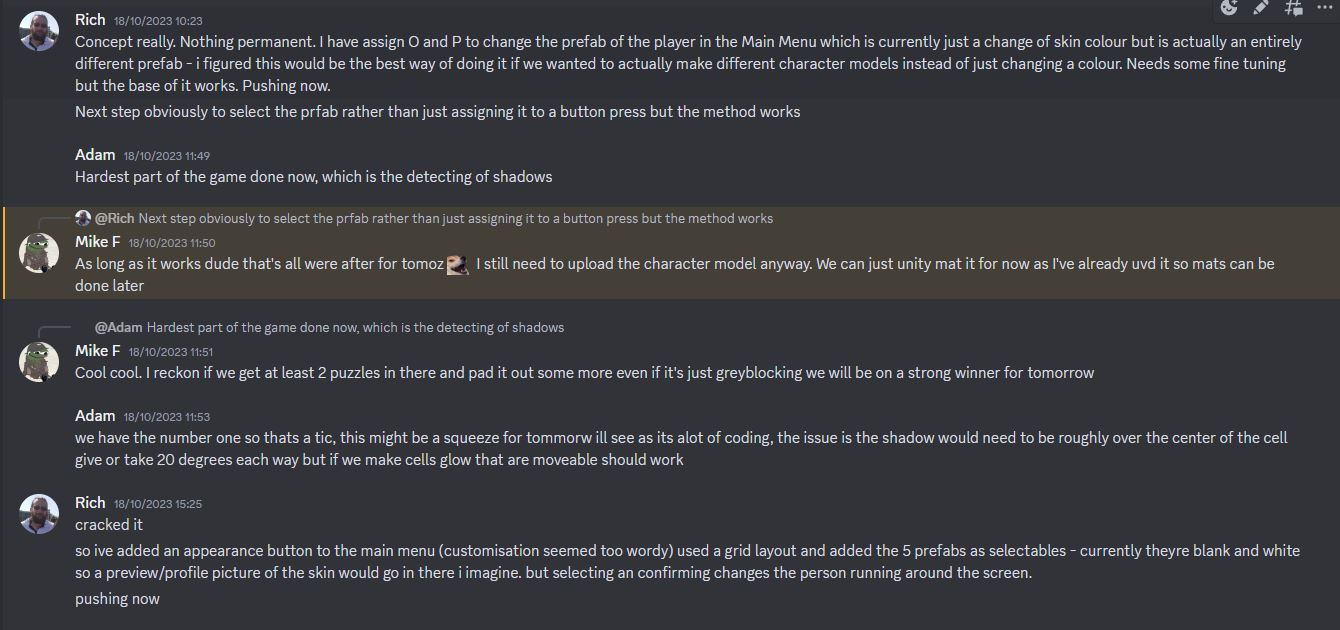 Rich 18/10/2023 10:23
Concept really. Nothing permanent. I have assign O and P to change the prefab of the player in the Main Menu which is currently just a change of skin colour but is actually an entirely
different prefab - i figured this would be the best way of doing it if we wanted to actually make different character models instead of just changing a colour. Needs some fine tuning
but the base of it works. Pushing now.
Next step obviously to select the prfab rather than just assigning it to a button press but the method works
Adam 18/10/2023 11:49
Hardest part of the game done now, which is the detecting of shadows
@Rich Next step obviously to select the prfab rather than just assigning it to a button press but the method works
Mike F 18/10/2023 11:50
As long as it works dude that's all were after for tomoz I still need to upload the character model anyway. We can just unity mat it for now as I've already uvd it so mats can be
done later
@Adam Hardest part of the game done now, which is the detecting of shadows
Mike F 18/10/2023 11:51
Cool cool. I reckon if we get at least 2 puzzles in there and pad it out some more even if it's just greyblocking we will be on a strong winner for tomorrow
Adam 18/10/2023 11:53
we have the number one so thats a tic, this might be a squeeze for tommorw ill see as its alot of coding, the issue is the shadow would need to be roughly over the center of the cell
give or take 20 degrees each way but if we make cells glow that are moveable should work
Rich 18/10/2023 15:25
cracked it
so ive added an appearance button to the main menu (customisation seemed too wordy) used a grid layout and added the 5 prefabs as selectables - currently theyre blank and white
so a preview/profile picture of the skin would go in there i imagine. but selecting an confirming changes the person running around the screen.
pushing now